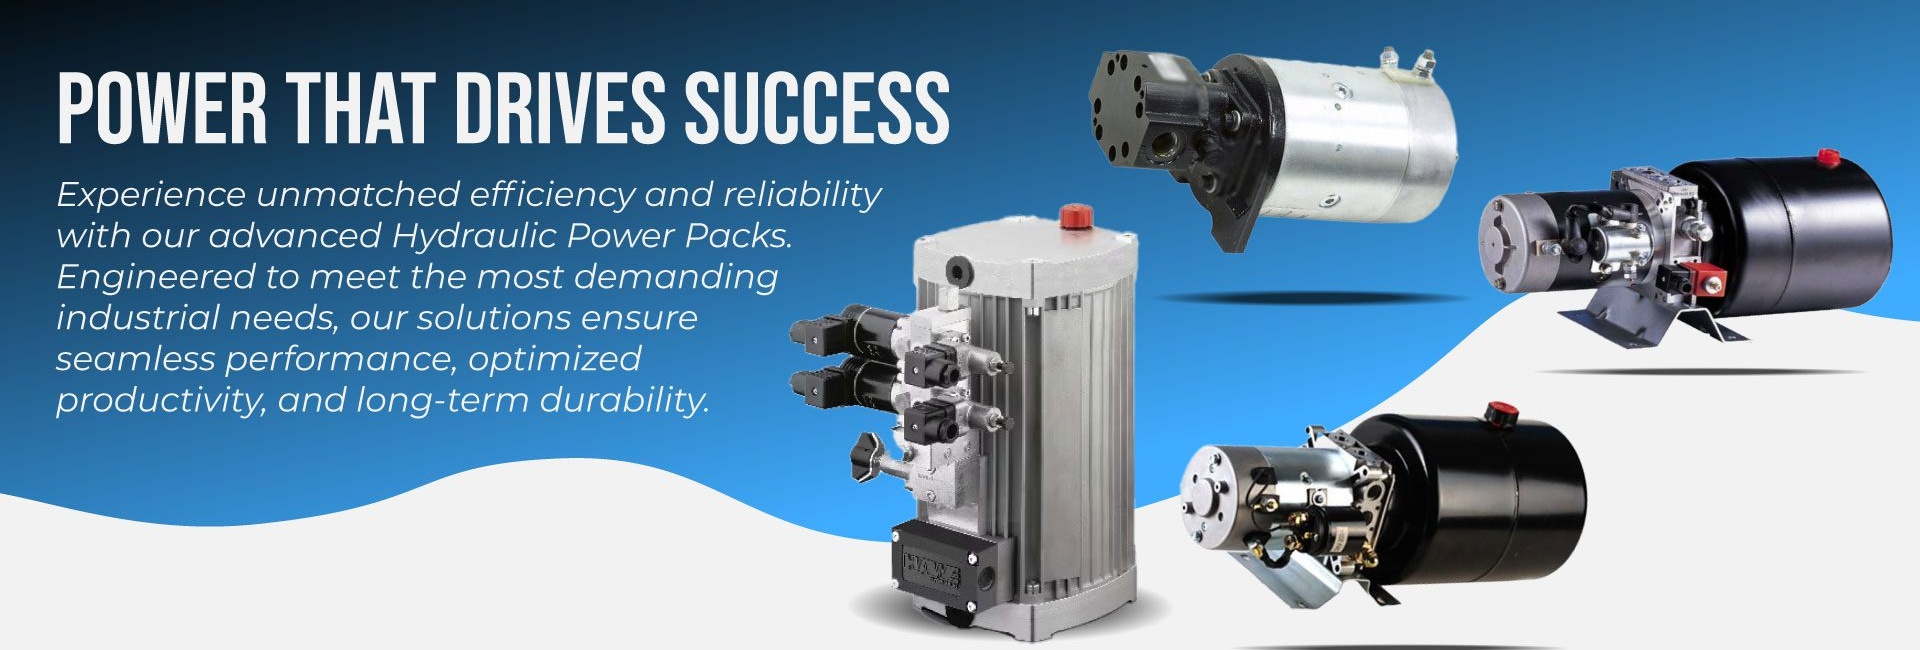 POWER THAT DRIVES SUCCESS
Experience unmatched efficiency and reliability
with our advanced Hydraulic Power Packs.
Engineered to meet the most demanding
industrial needs, our solutions ensure
seamless performance, optimized
productivity, and long-term durability.
HAWE